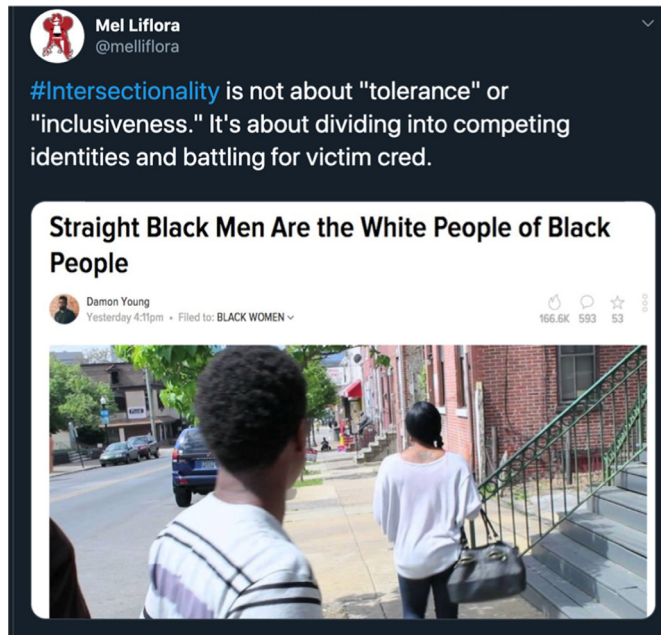 Mel Liflora
@melliflora
#Intersectionality is not about "tolerance" or
"inclusiveness." It's about dividing into competing
identities and battling for victim cred.
Straight Black Men Are the White People of Black
People
Damon Young
Yesterday 4:11pm • Filed to: BLACK WOMEN
166.6K 593 53